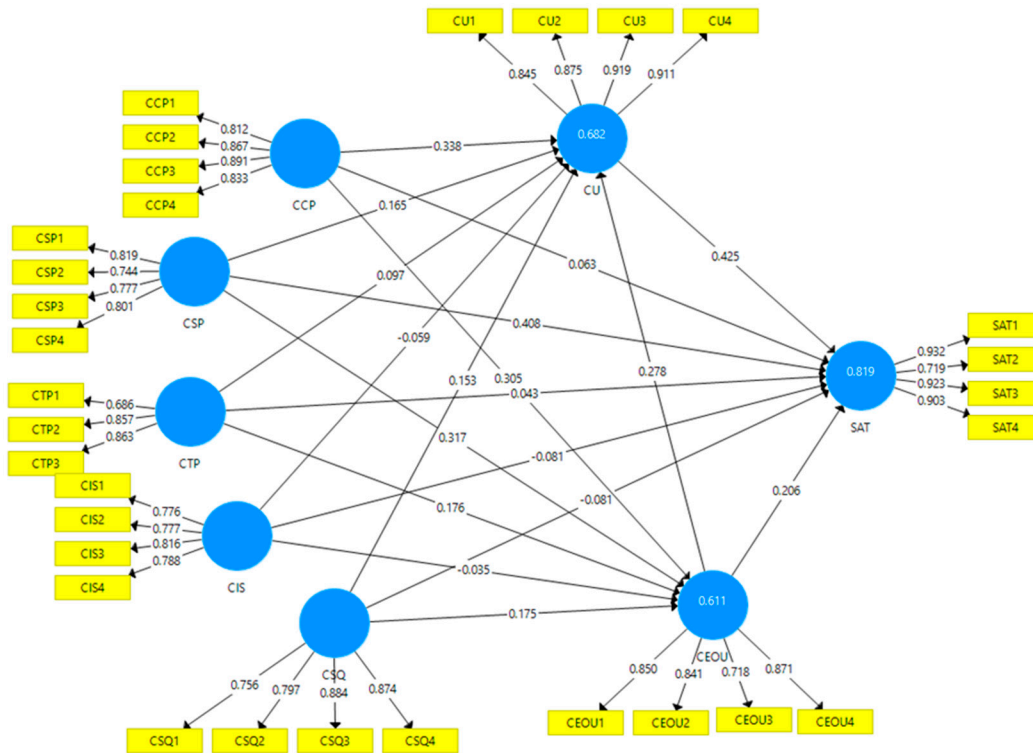 CU1 CU2 CU3 CU4
0.845 0.875 0.919 0.911
CCP1
CCP2
CCP3
CCP4
0.812
0.867
0.891
0.833
CCP
0.338
0.682
CU
CSP1
CSP2
CSP3
CSP4
0.819
0.744
0.777
0.801
CSP
0.165
0.097
0.063
0.425
-0.059
0.408
0.153
0.305
0.043
0.278
SAT1
SAT2
SAT3
SAT4
0.932
0.719
0.923
0.903
0.819
SAT
CTP1
CTP2
CTP3
0.686
0.857
0.863
CTP
0.317
-0.081
0.206
0.176
-0.081
CIS1
CIS2
CIS3
CIS4
0.776
0.777
0.816
0.788
CIS
-0.035
0.175
0.611
CEOU
CSQ
0.756 0.797 0.884 0.874
CSQ1 CSQ2 CSQ3 CSQ4
0.850 0.841 0.718 0.871
CEOU1 CEOU2 CEOU3 CEOU4